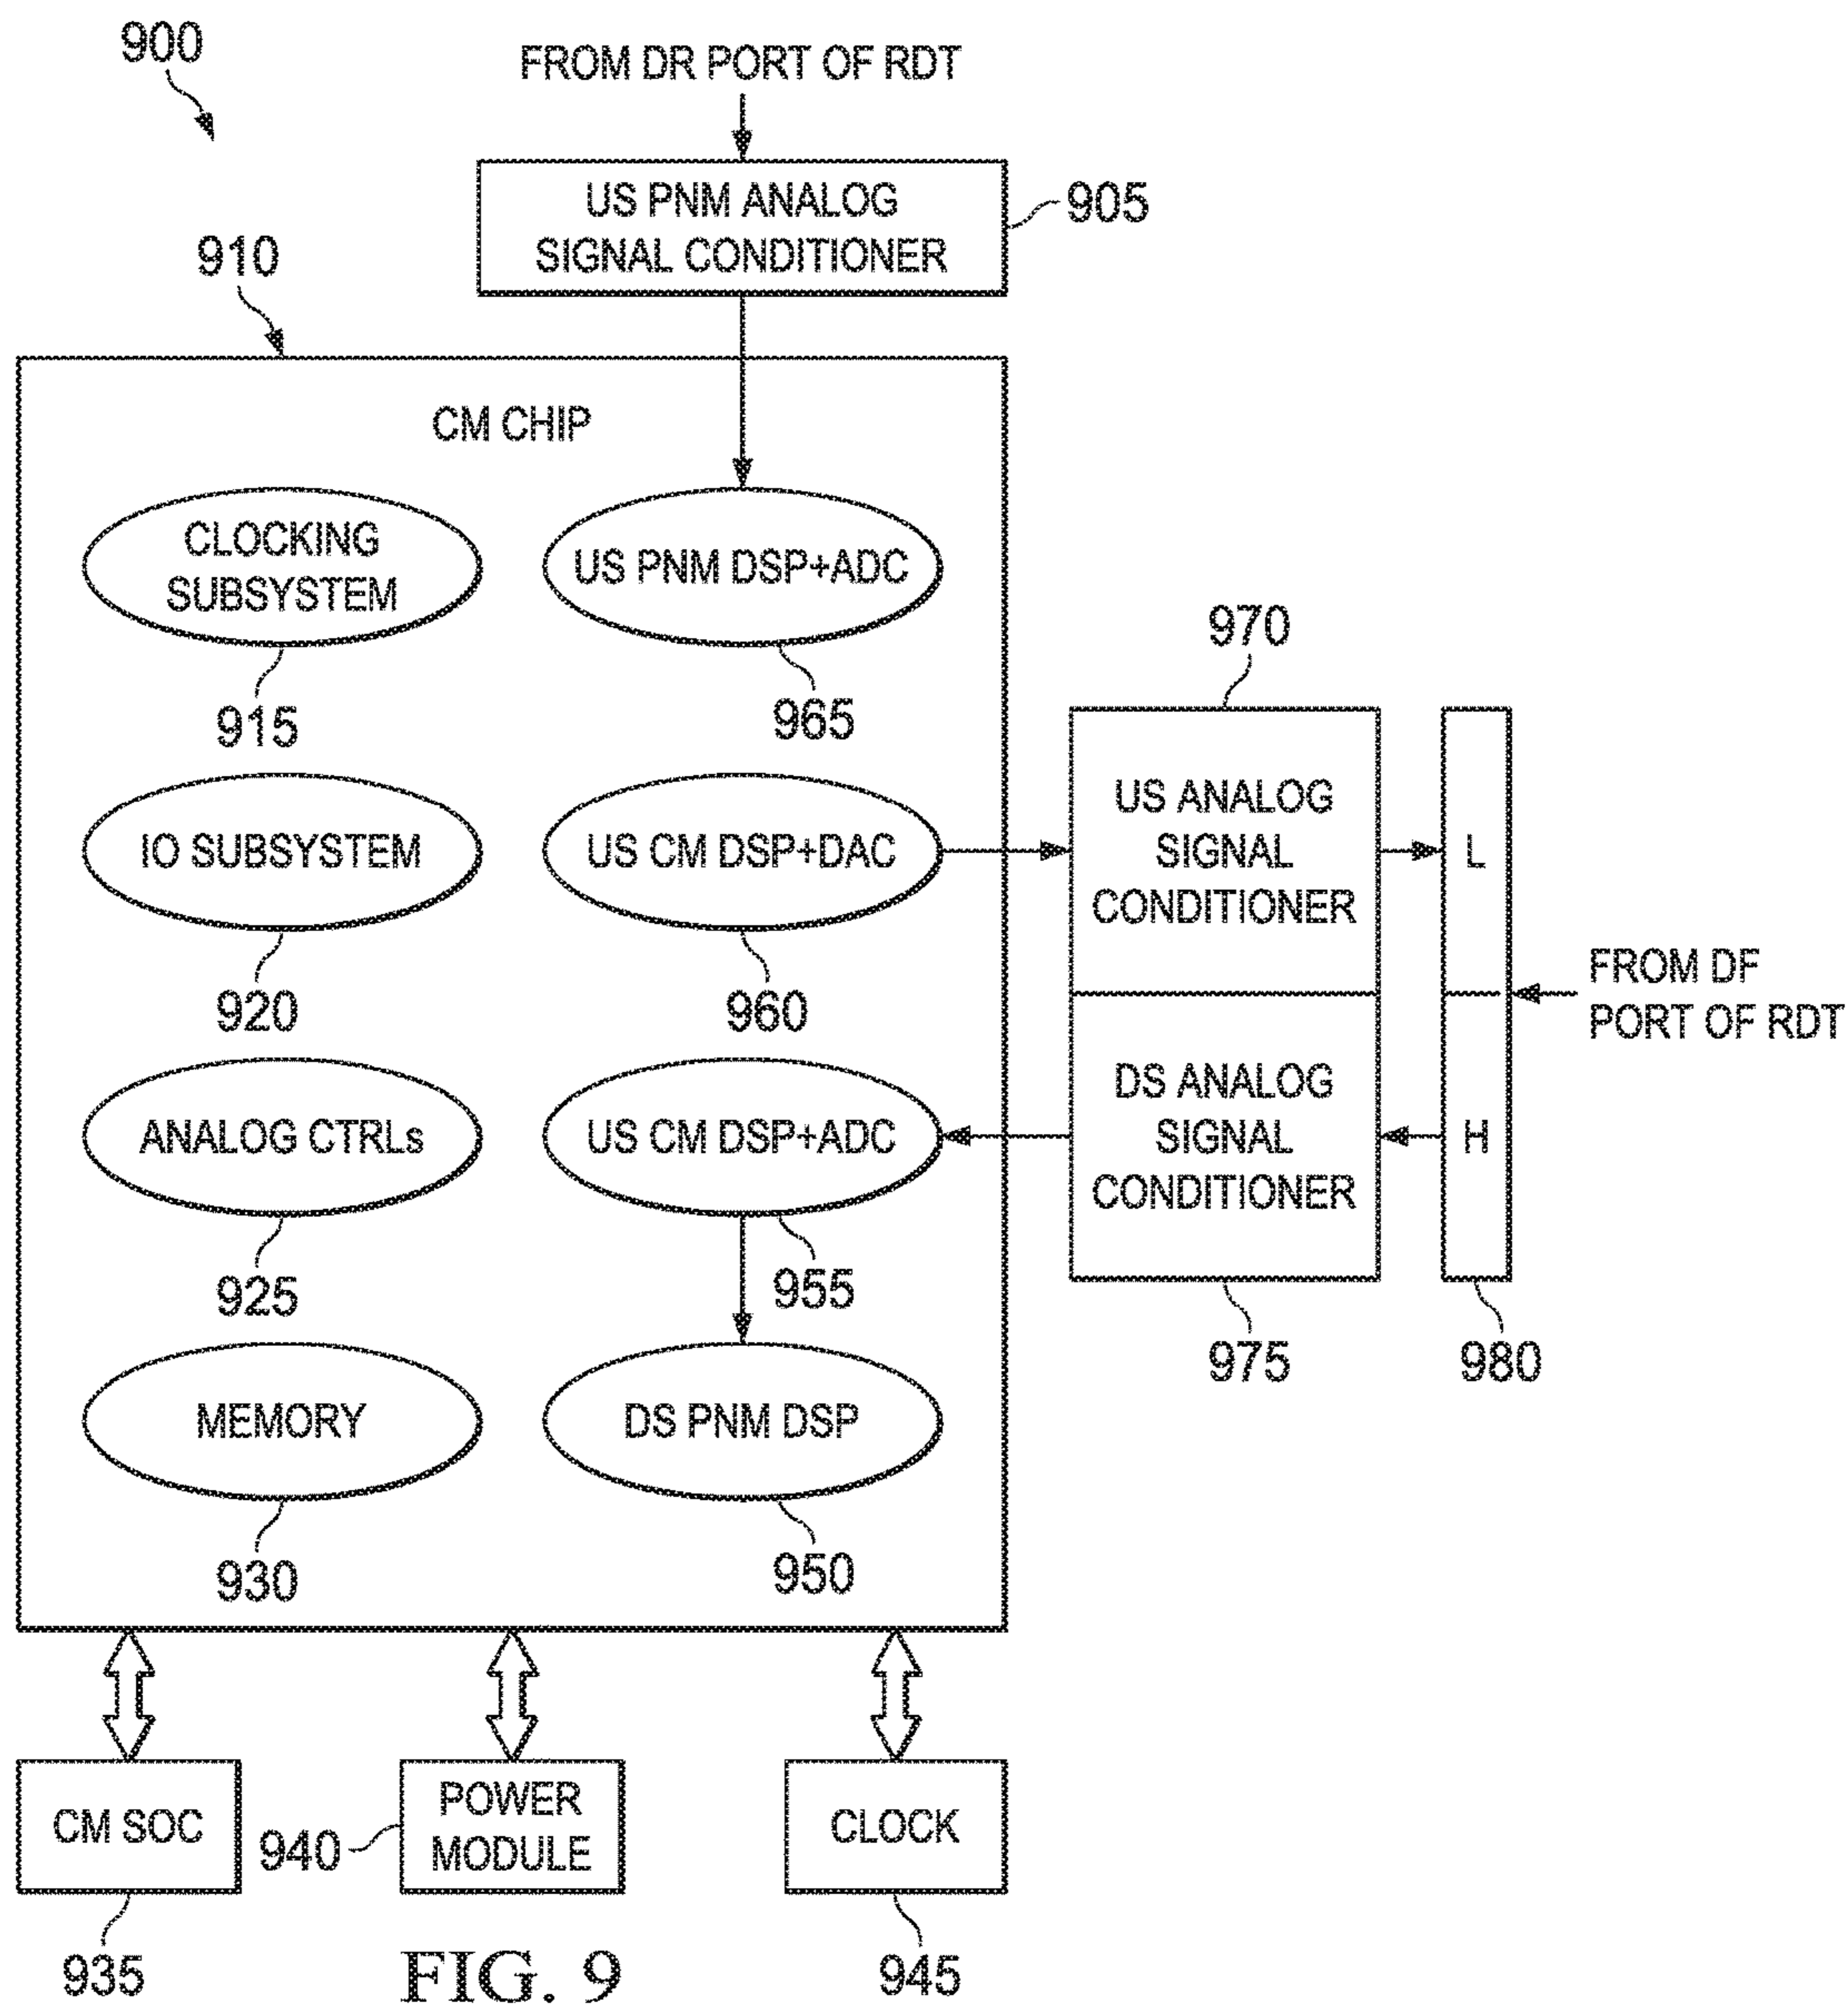 900
FROM DR PORT OF RDT
US PNM ANALOG
SIGNAL CONDITIONER
905
910
CM CHIP
CLOCKING
SUBSYSTEM
915
US PNM DSP+ADC
965
IO SUBSYSTEM
920
US CM DSP+DAC
960
ANALOG CTRLs
925
US CM DSP+ADC
955
MEMORY
930
DS PNM DSP
950
970
US ANALOG
SIGNAL
CONDITIONER
L
DS ANALOG
SIGNAL
CONDITIONER
H
975
980
FROM DF
PORT OF RDT
CM SOC
935
POWER
MODULE
940
CLOCK
945
FIG. 9